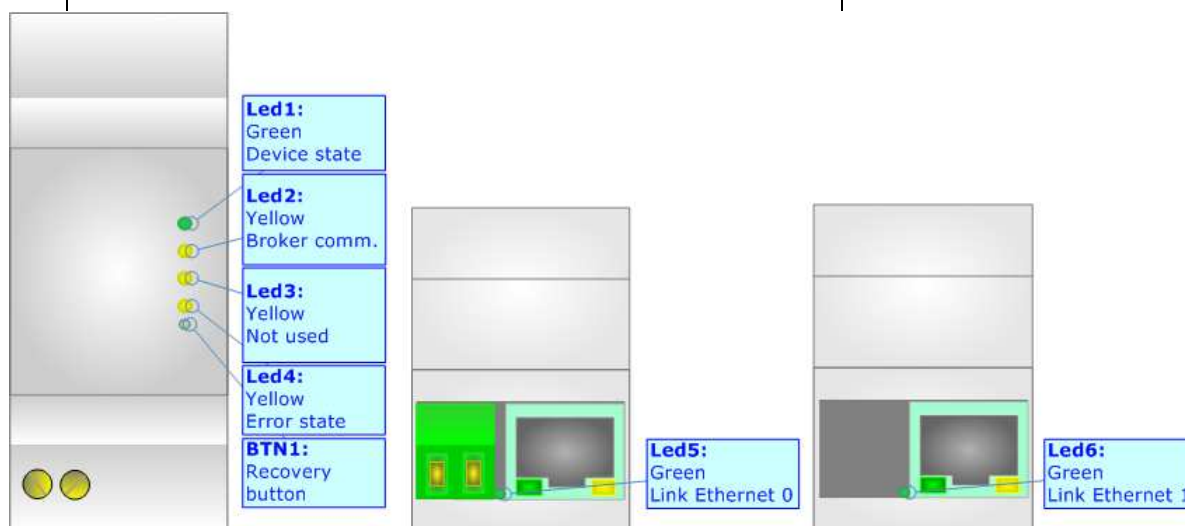 Led1:
Green
Device state
Led2:
Yellow
Broker comm.
Led3:
Yellow
Not used
Led4:
Yellow
Error state
BTN1:
Recovery
button
Led5:
Green
Link Ethernet 0
Led6:
Green
Link Ethernet 1